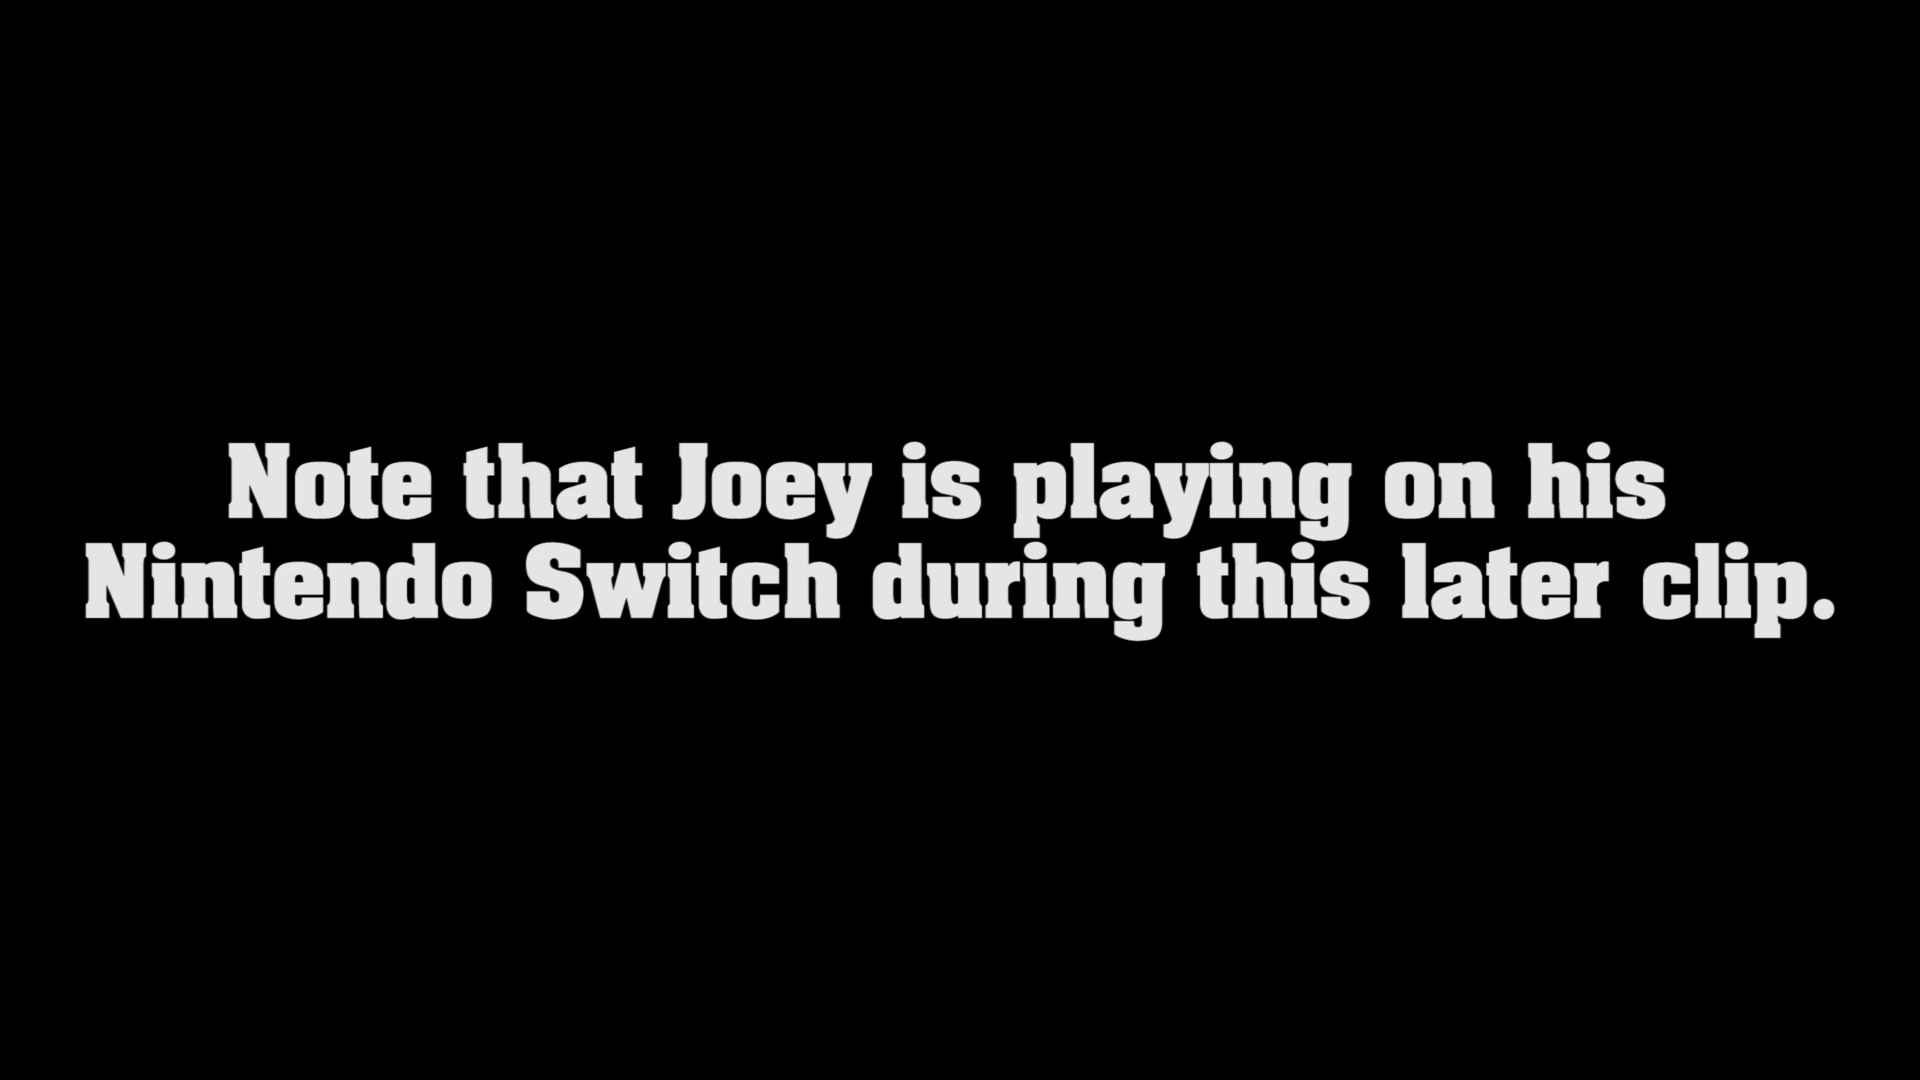 Note that Joey is playing on his
Nintendo Switch during this later clip.